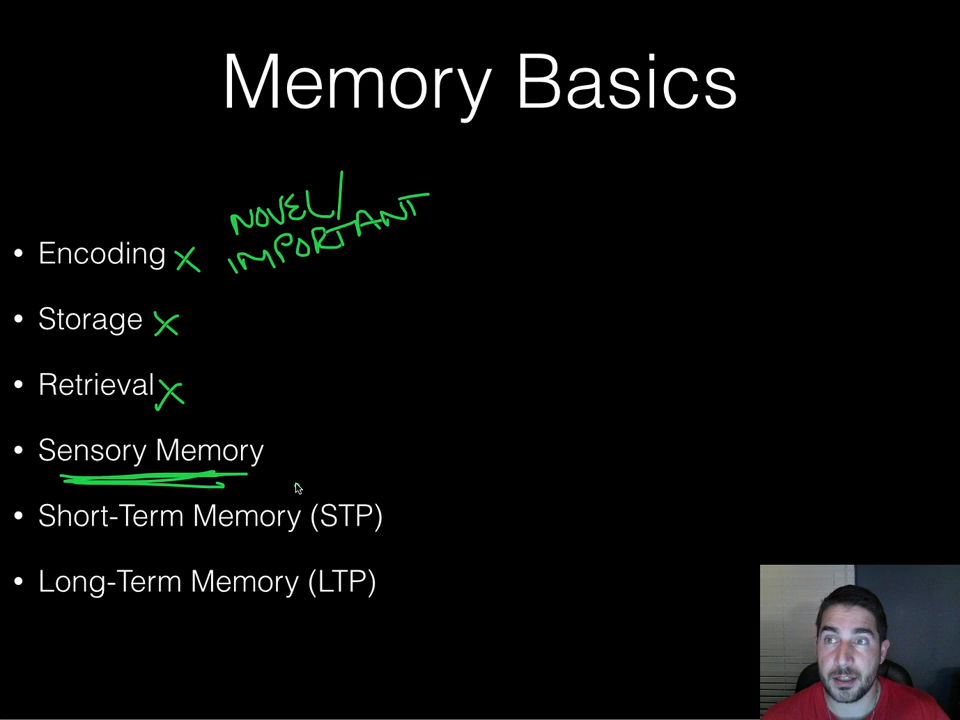 Memory Basics
NOVEL/
IMPORTANT
• Encoding x
• Storage x
• Retrieval x
• Sensory Memory
• Short-Term Memory (STP)
• Long-Term Memory (LTP)